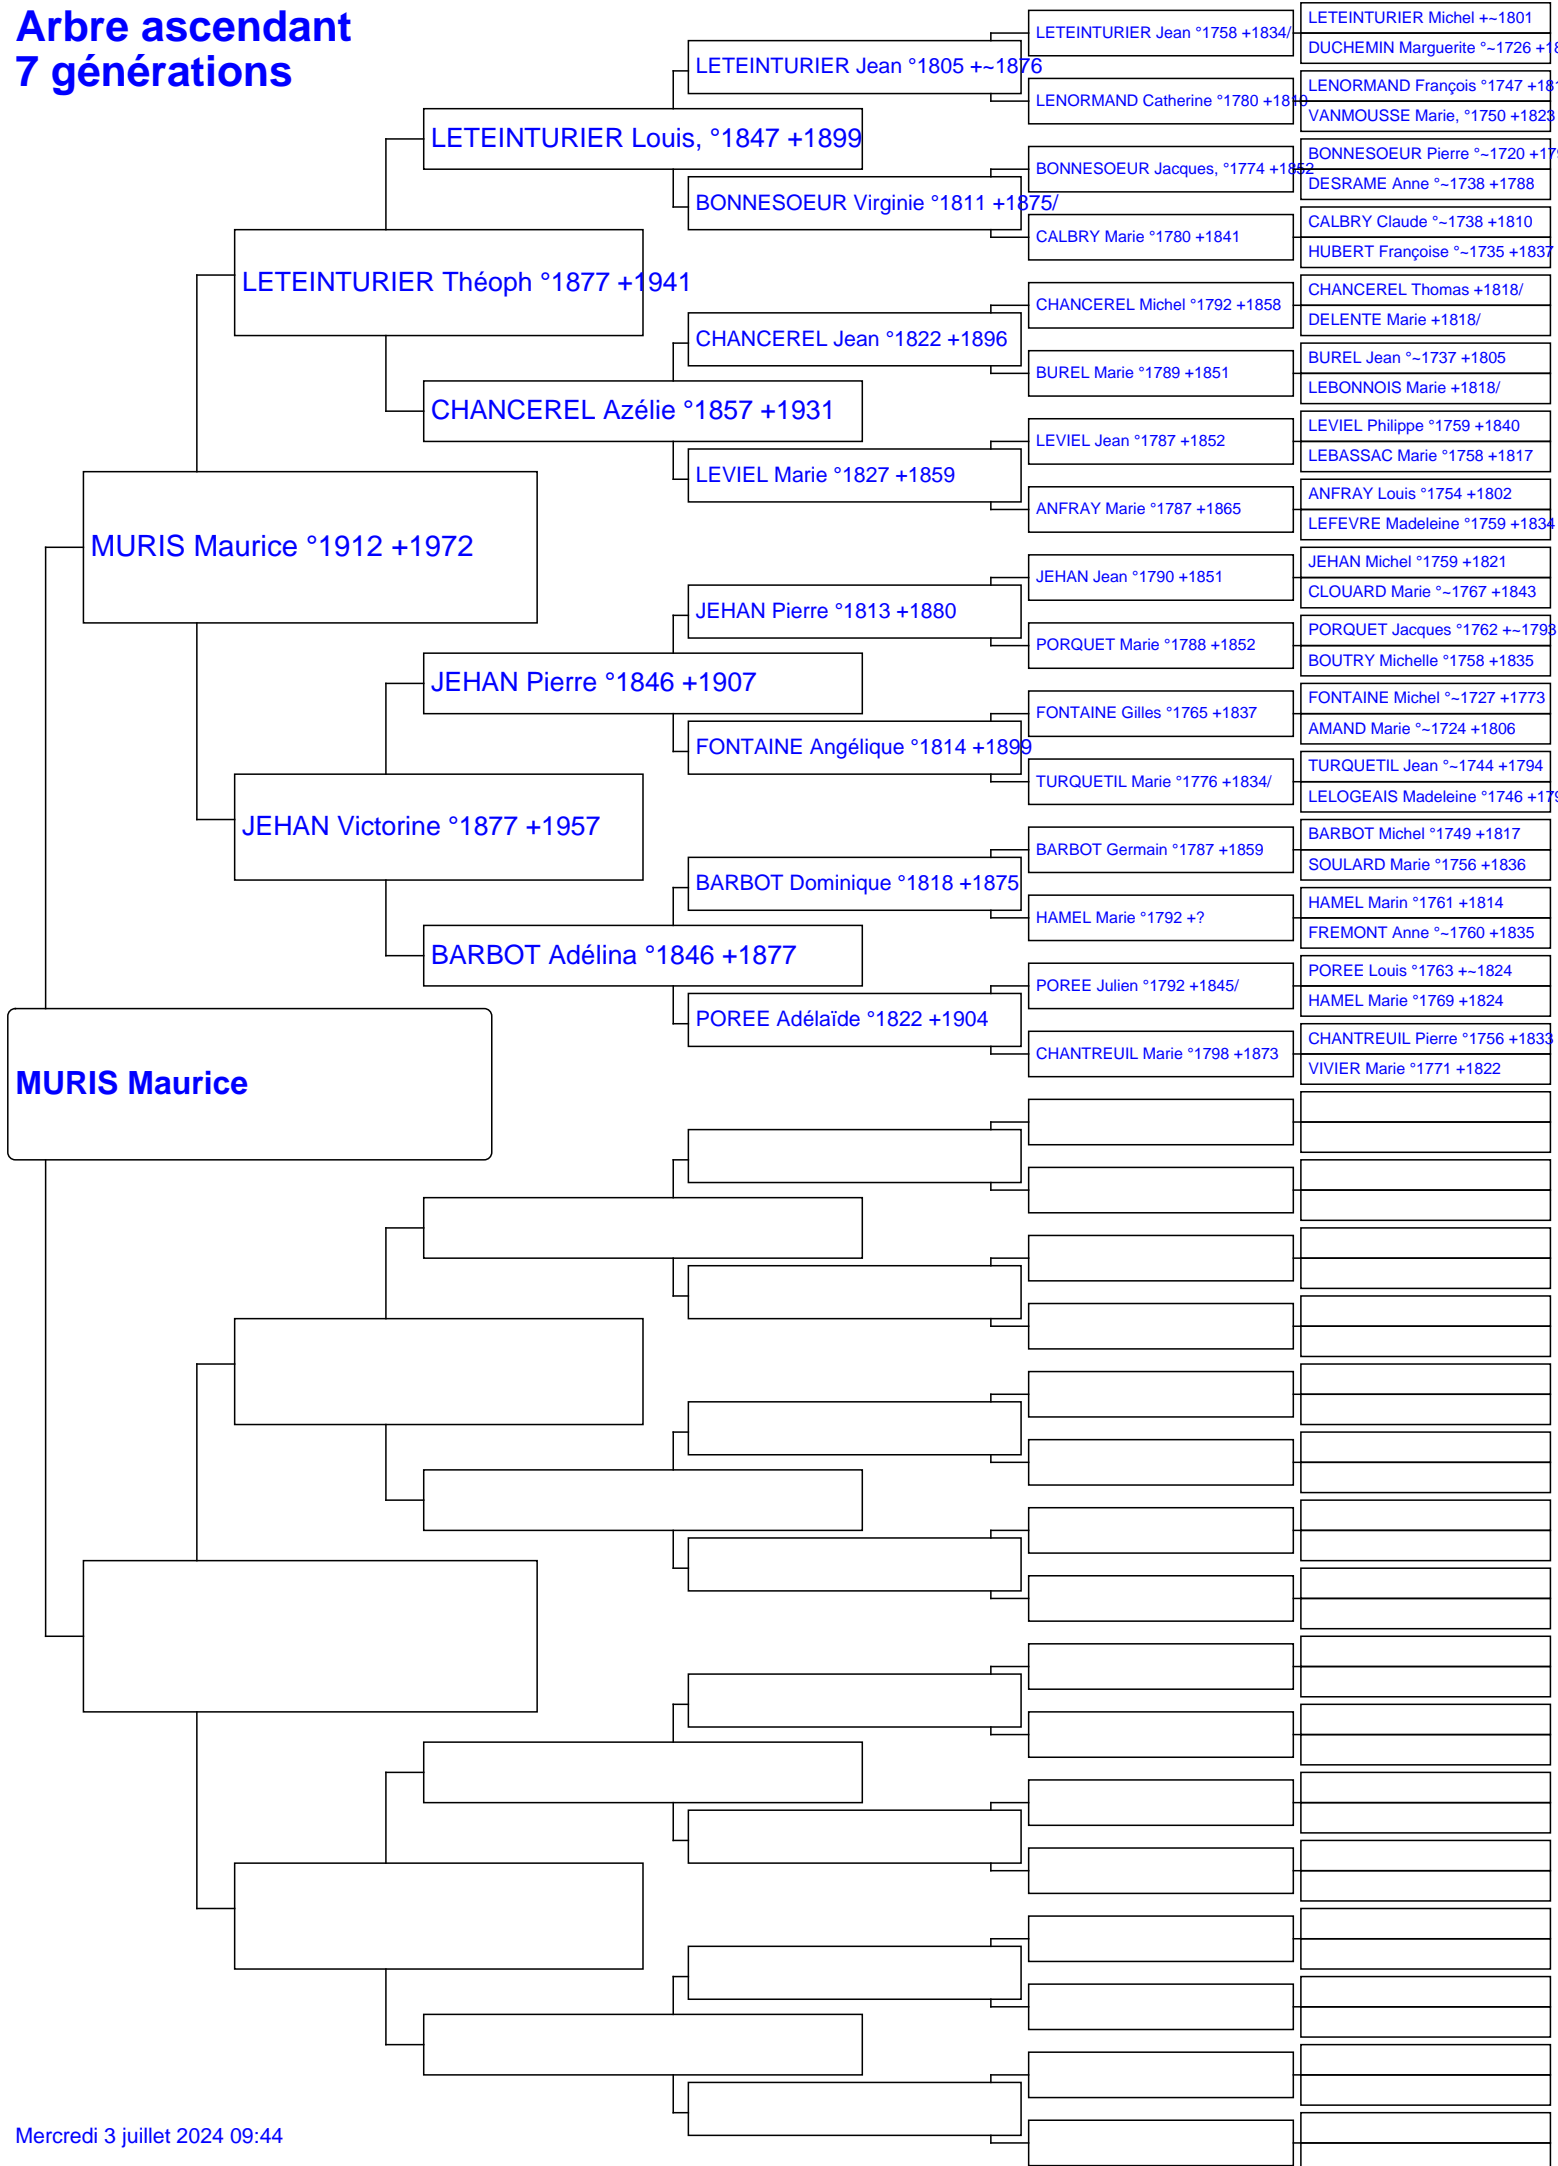 Arbre ascendant
7 générations
MURIS Maurice
MURIS Maurice °1912 +1972
LETEINTURIER Théoph °1877 +1941
JEHAN Victorine °1877 +1957
LETEINTURIER Louis, °1847 +1899
CHANCEREL Azélie °1857 +1931
JEHAN Pierre °1846 +1907
BARBOT Adélina °1846 +1877
LETEINTURIER Jean °1805 +~1876
BONNESOEUR Virginie °1811 +1875/
CHANCEREL Jean °1822 +1896
LEVIEL Marie °1827 +1859
JEHAN Pierre °1813 +1880
FONTAINE Angélique °1814 +1899
BARBOT Dominique °1818 +1875
POREE Adélaïde °1822 +1904
LETEINTURIER Jean °1758 +1834/
LENORMAND Catherine °1780 +1810
BONNESOEUR Jacques, °1774 +1852
CALBRY Marie °1780 +1841
CHANCEREL Michel °1792 +1858
BUREL Marie °1789 +1851
LEVIEL Jean °1787 +1852
ANFRAY Marie °1787 +1865
JEHAN Jean °1790 +1851
PORQUET Marie °1788 +1852
FONTAINE Gilles °1765 +1837
TURQUETIL Marie °1776 +1834/
BARBOT Germain °1787 +1859
HAMEL Marie °1792 +?
POREE Julien °1792 +1845/
CHANTREUIL Marie °1798 +1873
LETEINTURIER Michel +~1801
DUCHEMIN Marguerite °~1726 +18
LENORMAND François °1747 +181
VANMOUSSE Marie, °1750 +1823
BONNESOEUR Pierre °~1720 +179
DESRAME Anne °~1738 +1788
CALBRY Claude °~1738 +1810
HUBERT Françoise °~1735 +1837
CHANCEREL Thomas +1818/
DELENTE Marie +1818/
BUREL Jean °~1737 +1805
LEBONNOIS Marie +1818/
LEVIEL Philippe °1759 +1840
LEBASSAC Marie °1758 +1817
ANFRAY Louis °1754 +1802
LEFEVRE Madeleine °1759 +1834
JEHAN Michel °1759 +1821
CLOUARD Marie °~1767 +1843
PORQUET Jacques °1762 +~1793
BOUTRY Michelle °1758 +1835
FONTAINE Michel °~1727 +1773
AMAND Marie °~1724 +1806
TURQUETIL Jean °~1744 +1794
LELOGEAIS Madeleine °1746 +179
BARBOT Michel °1749 +1817
SOULARD Marie °1756 +1836
HAMEL Marin °1761 +1814
FREMONT Anne °~1760 +1835
POREE Louis °1763 +~1824
HAMEL Marie °1769 +1824
CHANTREUIL Pierre °1756 +1833
VIVIER Marie °1771 +1822
Mercredi 3 juillet 2024 09:44